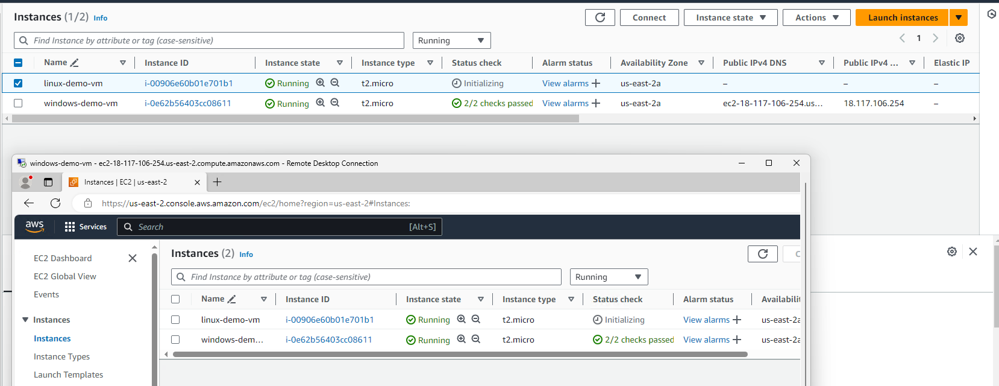 Instances (1/2) Info Connect Instance state Actions Launch instances
Find Instance by attribute or tag (case-sensitive) Running 1
Name Instance ID Instance state Instance type Status check Alarm status Availability Zone Public IPv4 DNS Public IPv4 ... Elastic IP
linux-demo-vm i-00906e60b01e701b1 Running t2.micro Initializing View alarms + us-east-2a – – –
windows-demo-vm i-0e62b56403cc08611 Running t2.micro 2/2 checks passed View alarms + us-east-2a ec2-18-117-106-254.us... 18.117.106.254 –
windows-demo-vm - ec2-18-117-106-254.us-east-2.compute.amazonaws.com - Remote Desktop Connection
Instances | EC2 | us-east-2
https://us-east-2.console.aws.amazon.com/ec2/home?region=us-east-2#Instances:
aws Services Search [Alt+S]
EC2 Dashboard
EC2 Global View
Events
Instances
Instances
Instance Types
Launch Templates
Instances (2) Info
Find Instance by attribute or tag (case-sensitive) Running
Name Instance ID Instance state Instance type Status check Alarm status Availabili
linux-demo-vm i-00906e60b01e701b1 Running t2.micro Initializing View alarms + us-east-2a
windows-dem... i-0e62b56403cc08611 Running t2.micro 2/2 checks passed View alarms + us-east-2a